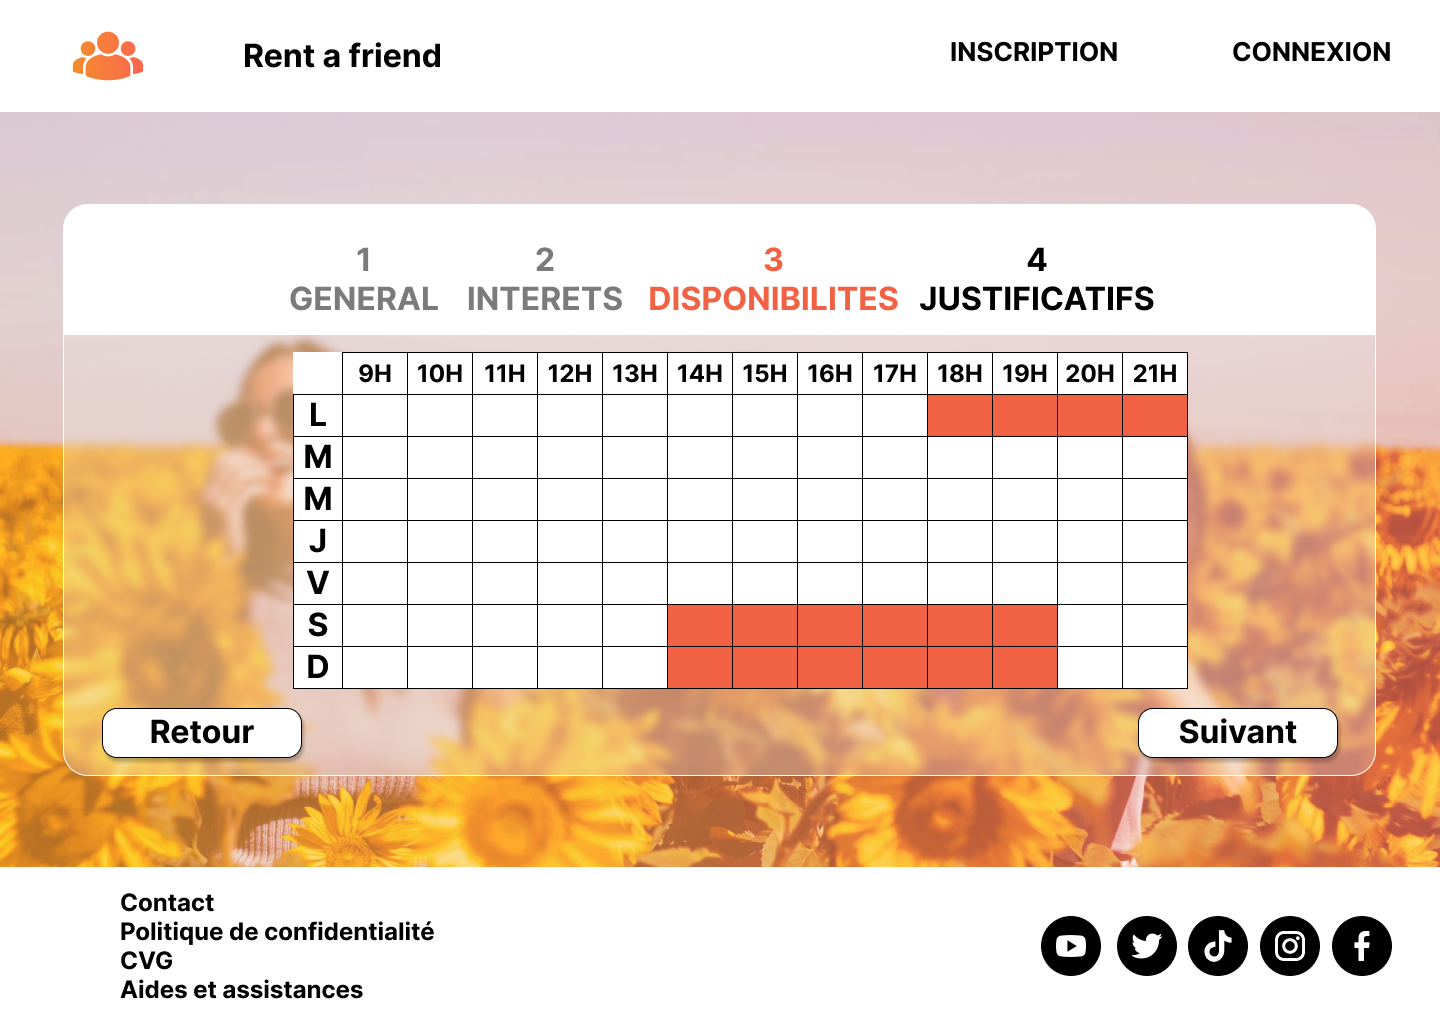 Rent a friend
INSCRIPTION
CONNEXION
1
GENERAL
2
INTERETS
3
DISPONIBILITES
4
JUSTIFICATIFS
9H 10H 11H 12H 13H 14H 15H 16H 17H 18H 19H 20H 21H
L
M
M
J
V
S
D
Retour
Suivant
Contact
Politique de confidentialité
CVG
Aides et assistances